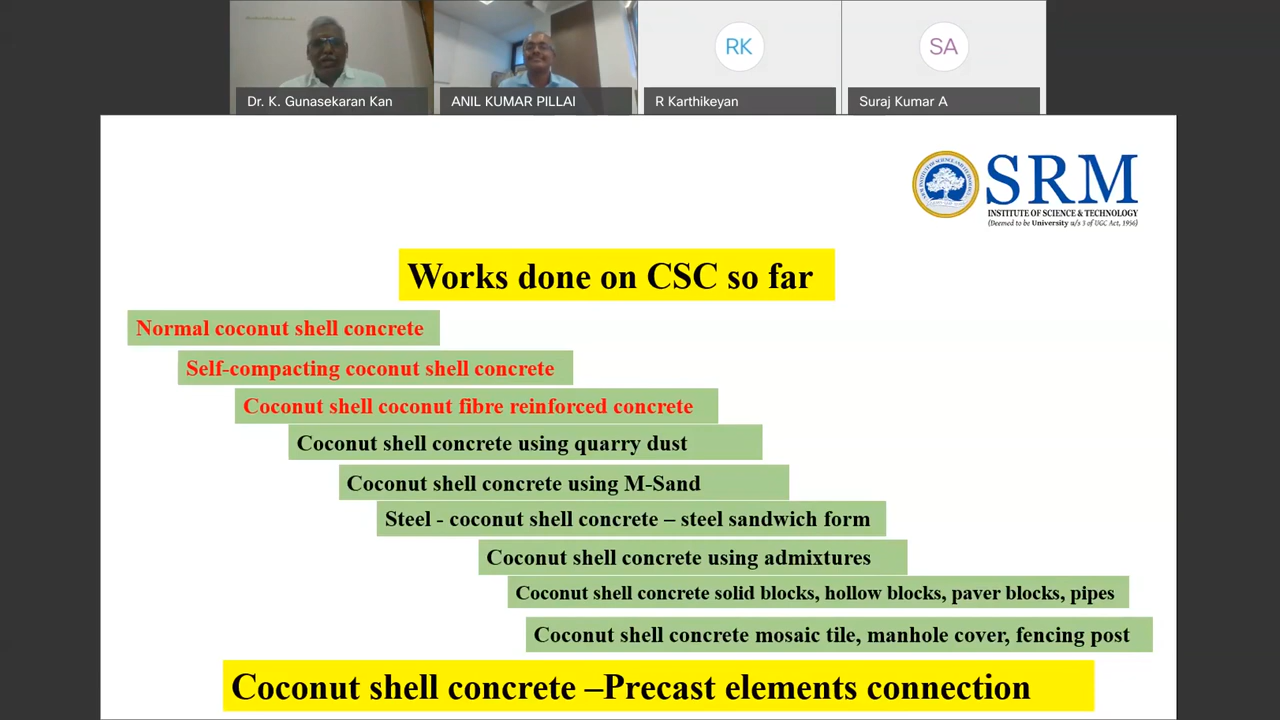 RK
SA
Dr. K. Gunasekaran Kan
ANIL KUMAR PILLAI
R Karthikeyan
Suraj Kumar A
SRM
INSTITUTE OF SCIENCE & TECHNOLOGY
(Deemed to be University u/s 3 of UGC Act, 1956)
Works done on CSC so far
Normal coconut shell concrete
Self-compacting coconut shell concrete
Coconut shell coconut fibre reinforced concrete
Coconut shell concrete using quarry dust
Coconut shell concrete using M-Sand
Steel - coconut shell concrete – steel sandwich form
Coconut shell concrete using admixtures
Coconut shell concrete solid blocks, hollow blocks, paver blocks, pipes
Coconut shell concrete mosaic tile, manhole cover, fencing post
Coconut shell concrete –Precast elements connection